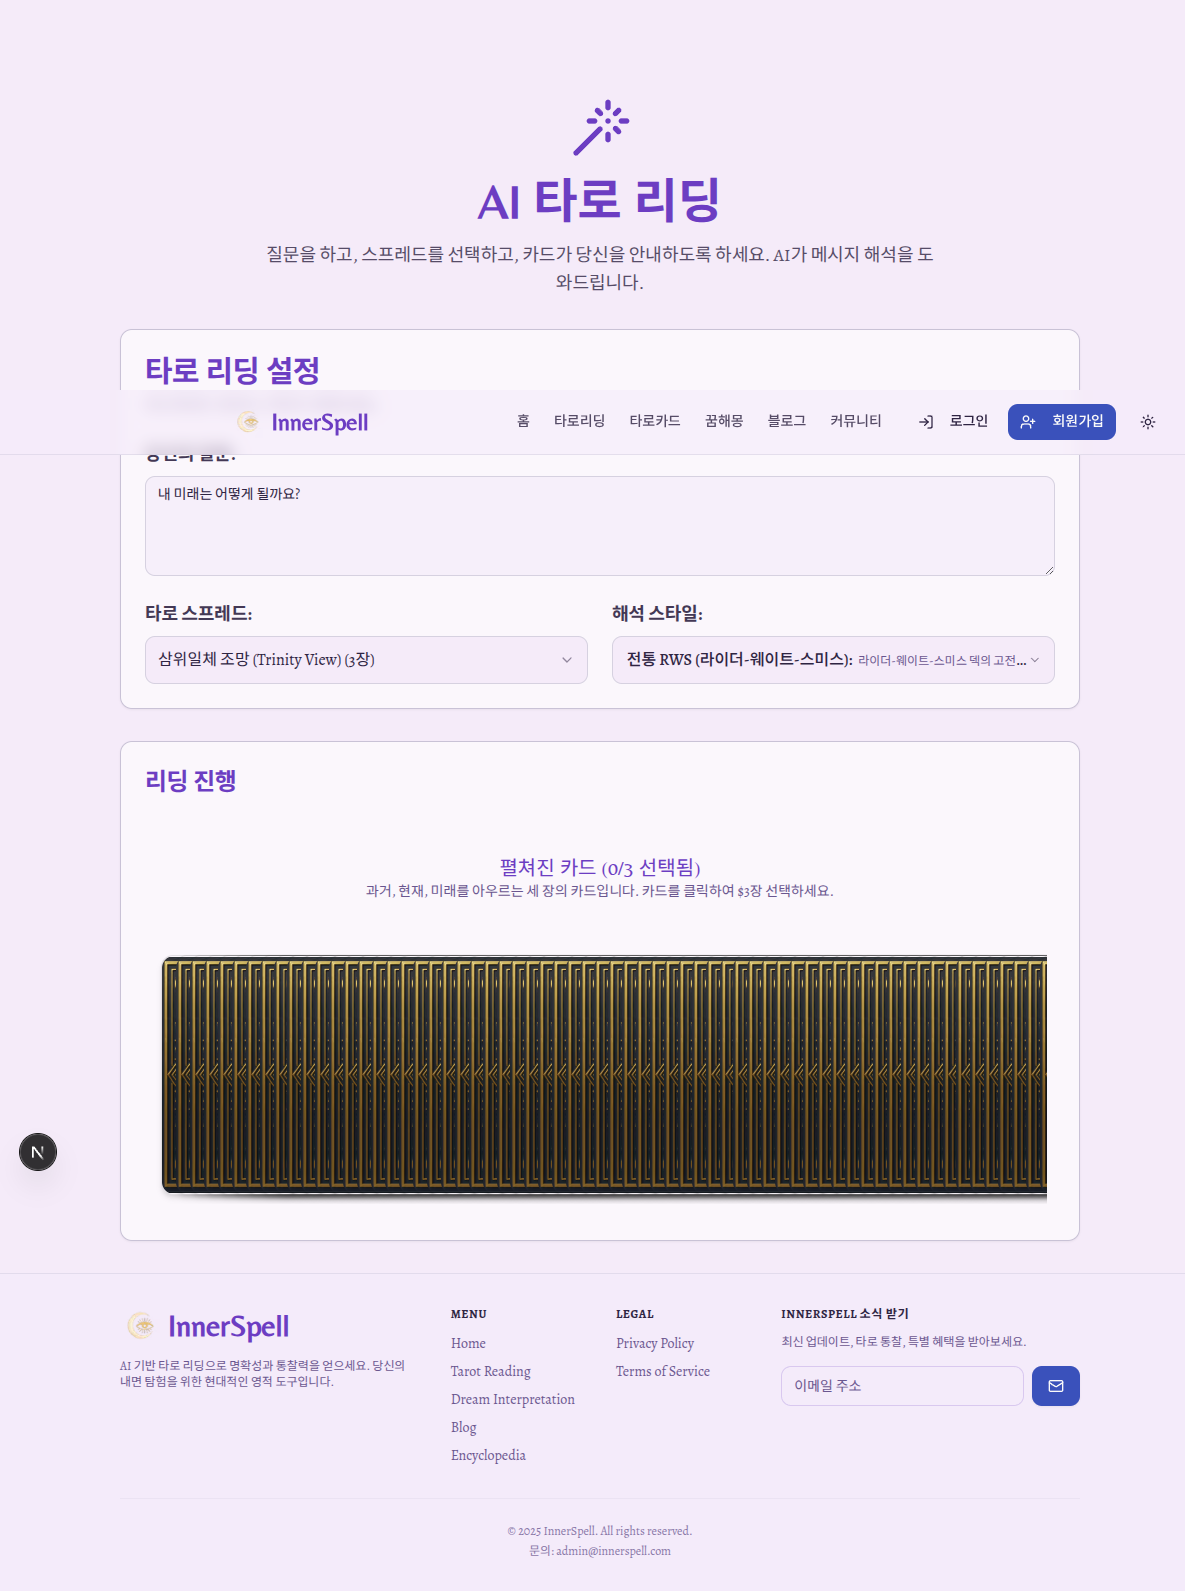 AI 타로 리딩
질문을 하고, 스프레드를 선택하고, 카드가 당신을 안내하도록 하세요. AI가 메시지 해석을 도
와드립니다.
타로 리딩 설정
InnerSpell
홈 타로리딩 타로카드 꿈해몽 블로그 커뮤니티 로그인 회원가입
당신의 질문:
내 미래는 어떻게 될까요?
타로 스프레드: 해석 스타일:
삼위일체 조망 (Trinity View) (3장) 전통 RWS (라이더-웨이트-스미스): 라이더-웨이트-스미스 덱의 고전...
리딩 진행
펼쳐진 카드 (0/3 선택됨)
과거, 현재, 미래를 아우르는 세 장의 카드입니다. 카드를 클릭하여 $3장 선택하세요.
N
InnerSpell
AI 기반 타로 리딩으로 명확성과 통찰력을 얻으세요. 당신의
내면 탐험을 위한 현대적인 영적 도구입니다.
MENU
Home
Tarot Reading
Dream Interpretation
Blog
Encyclopedia
LEGAL
Privacy Policy
Terms of Service
INNERSPELL 소식 받기
최신 업데이트, 타로 통찰, 특별 혜택을 받아보세요.
이메일 주소
© 2025 InnerSpell. All rights reserved.
문의: admin@innerspell.com